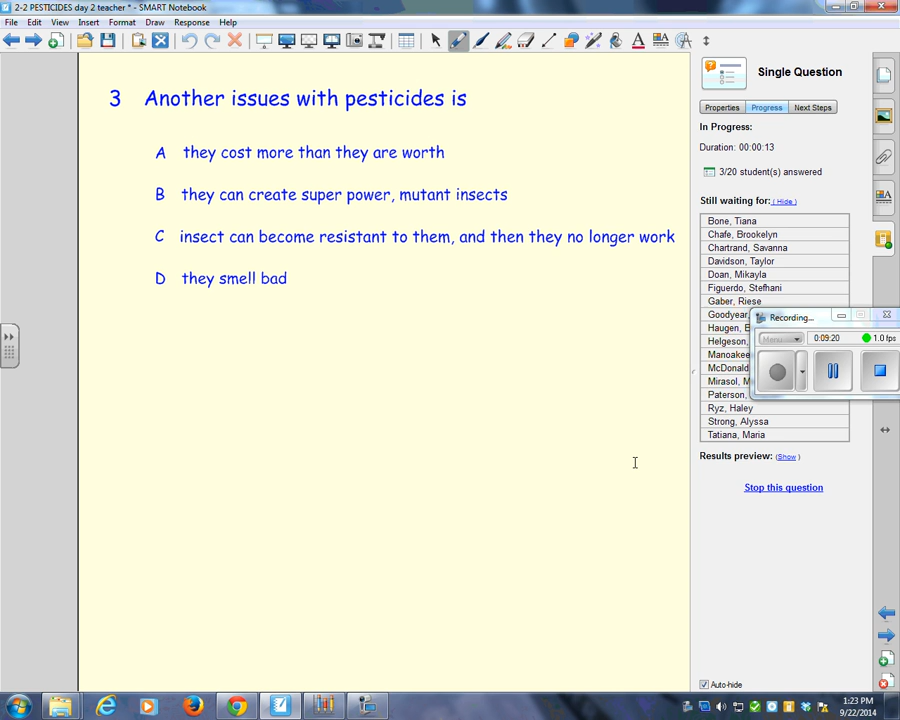 2-2 PESTICIDES day 2 teacher * - SMART Notebook
File Edit View Insert Format Draw Response Help
3 Another issues with pesticides is
A they cost more than they are worth
B they can create super power, mutant insects
C insect can become resistant to them, and then they no longer work
D they smell bad
Single Question
Properties Progress Next Steps
In Progress:
Duration: 00:00:13
3/20 student(s) answered
Still waiting for: (Hide)
Bone, Tiana
Chafe, Brookelyn
Chartrand, Savanna
Davidson, Taylor
Doan, Mikayla
Figuerdo, Stefhani
Gaber, Riese
Goodyear,
Haugen, E
Helgeson,
Manoakee
McDonald
Mirasol, M
Paterson,
Ryz, Haley
Strong, Alyssa
Tatiana, Maria
Recording...
Menu 0:09:20 1.0 fps
Results preview: (Show)
Stop this question
Auto-hide
1:23 PM
9/22/2014